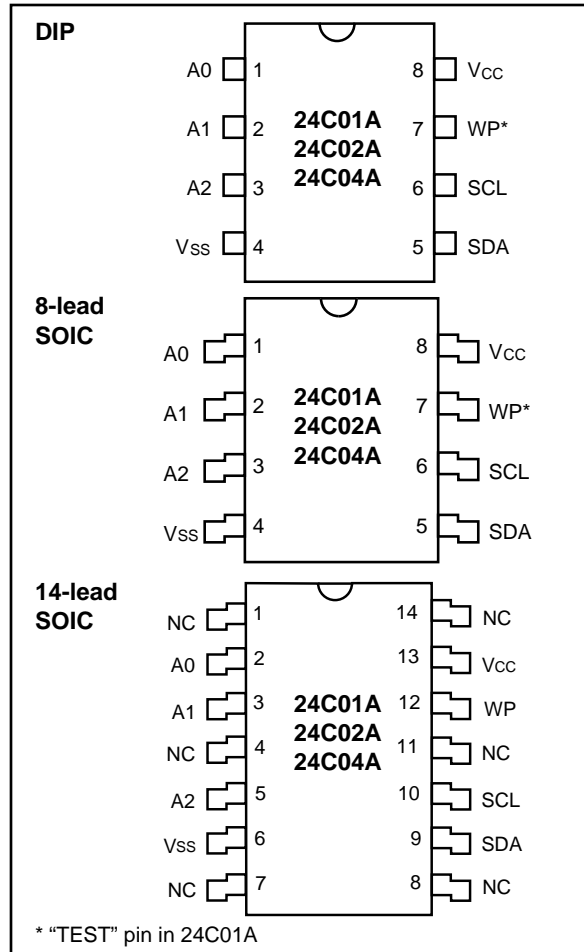 DIP
A0 1 8 VCC
A1 2 24C01A 7 WP*
24C02A
A2 3 24C04A 6 SCL
VSS 4 5 SDA
8-lead
SOIC
A0 1 8 VCC
A1 2 24C01A 7 WP*
24C02A
A2 3 24C04A 6 SCL
VSS 4 5 SDA
14-lead
SOIC
NC 1 14 NC
A0 2 13 VCC
A1 3 24C01A 12 WP
24C02A
NC 4 24C04A 11 NC
A2 5 10 SCL
VSS 6 9 SDA
NC 7 8 NC
* “TEST” pin in 24C01A